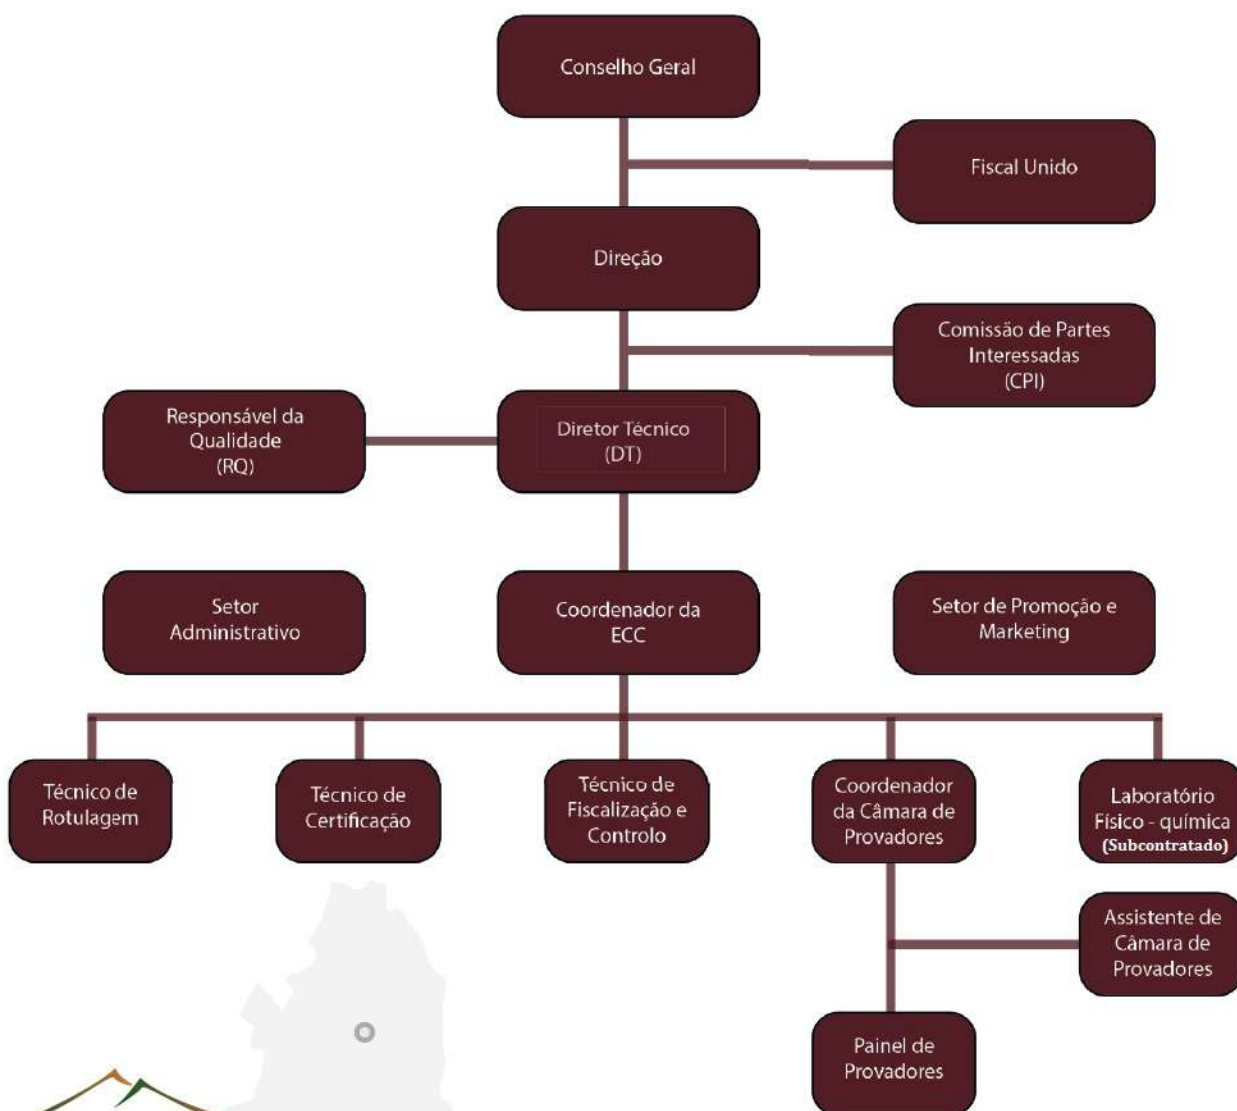 Conselho Geral
Fiscal Unido
Direção
Comissão de Partes
Interessadas
(CPI)
Responsável da
Qualidade
(RQ)
Diretor Técnico
(DT)
Setor
Administrativo
Coordenador da
ECC
Setor de Promoção e
Marketing
Técnico de
Rotulagem
Técnico de
Certificação
Técnico de
Fiscalização e
Controlo
Coordenador
da Câmara de
Provadores
Laboratório
Físico - química
(Subcontratado)
Assistente de
Câmara de
Provadores
Painel de
Provadores